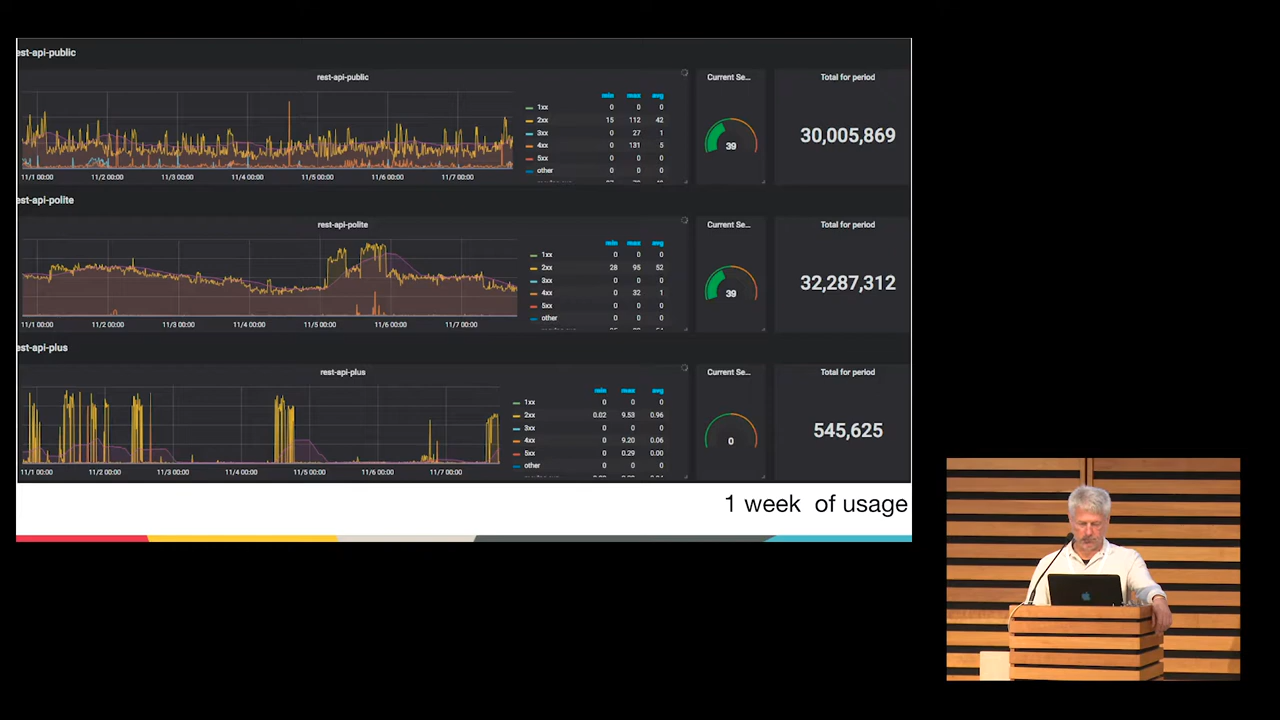 est-api-public
rest-api-public
Current Se...
Total for period
min max avg
1xx 0 0 0
2xx 15 112 42
3xx 0 27 1
4xx 0 131 5
5xx 0 0 0
other 0 0 0
39
30,005,869
11/1 00:00 11/2 00:00 11/3 00:00 11/4 00:00 11/5 00:00 11/6 00:00 11/7 00:00
est-api-polite
rest-api-polite
Current Se...
Total for period
min max avg
1xx 0 0 0
2xx 28 95 52
3xx 0 0 0
4xx 0 32 1
5xx 0 0 0
other 0 0 0
39
32,287,312
11/1 00:00 11/2 00:00 11/3 00:00 11/4 00:00 11/5 00:00 11/6 00:00 11/7 00:00
est-api-plus
rest-api-plus
Current Se...
Total for period
min max avg
1xx 0 0 0
2xx 0.02 9.53 0.96
3xx 0 0 0
4xx 0 9.20 0.06
5xx 0 0.29 0.00
other 0 0 0
0
545,625
11/1 00:00 11/2 00:00 11/3 00:00 11/4 00:00 11/5 00:00 11/6 00:00 11/7 00:00
1 week of usage